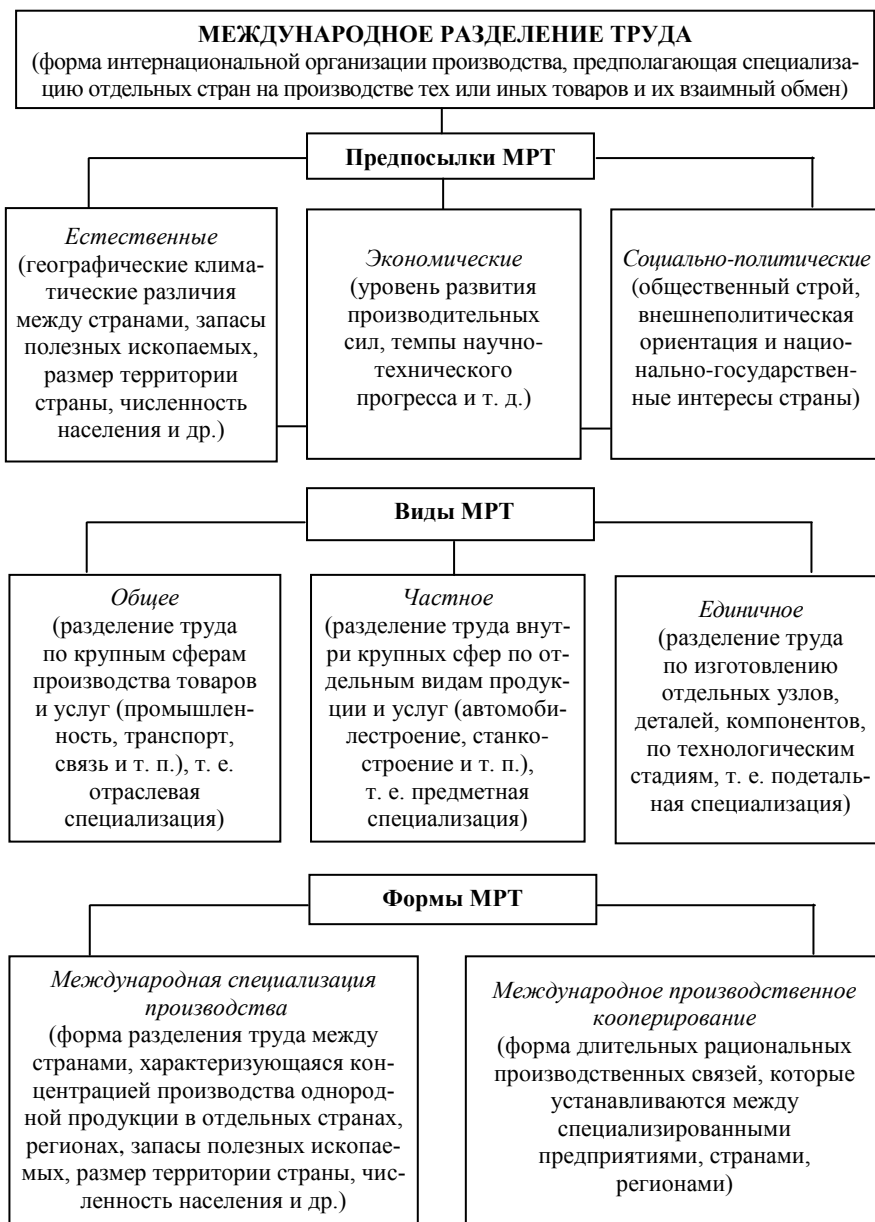 МЕЖДУНАРОДНОЕ РАЗДЕЛЕНИЕ ТРУДА
(форма интернациональной организации производства, предполагающая специализа-
цию отдельных стран на производстве тех или иных товаров и их взаимный обмен)
Предпосылки МРТ
Естественные
(географические клима-
тические различия
между странами, запасы
полезных ископаемых,
размер территории
страны, численность
населения и др.)
Экономические
(уровень развития
производительных
сил, темпы научно-
технического
прогресса и т. д.)
Социально-политические
(общественный строй,
внешнеполитическая
ориентация и нацио-
нально-государствен-
ные интересы страны)
Виды МРТ
Общее
(разделение труда
по крупным сферам
производства товаров
и услуг (промышлен-
ность, транспорт,
связь и т. п.), т. е.
отраслевая
специализация)
Частное
(разделение труда внут-
ри крупных сфер по от-
дельным видам продук-
ции и услуг (автомоби-
лестроение, станко-
строение и т. п.),
т. е. предметная
специализация)
Единичное
(разделение труда
по изготовлению
отдельных узлов,
деталей, компонентов,
по технологическим
стадиям, т. е. подеталь-
ная специализация)
Формы МРТ
Международная специализация
производства
(форма разделения труда между
странами, характеризующаяся кон-
центрацией производства однород-
ной продукции в отдельных странах,
регионах, запасы полезных ископае-
мых, размер территории страны, чис-
ленность населения и др.)
Международное производственное
кооперирование
(форма длительных рациональных
производственных связей, которые
устанавливаются между
специализированными
предприятиями, странами,
регионами)